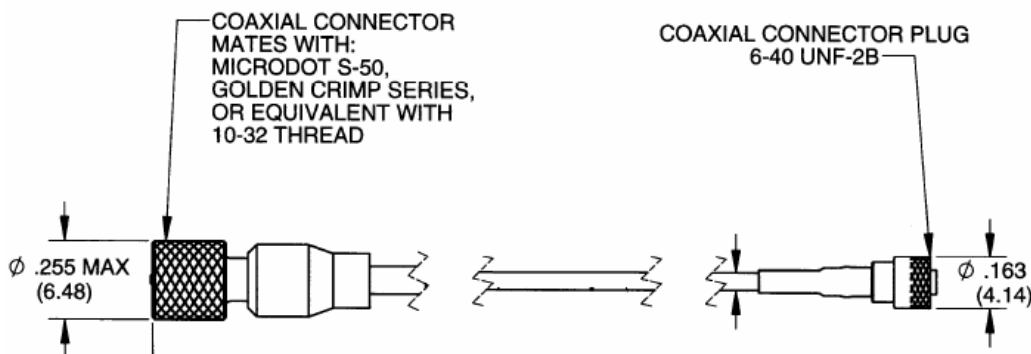 COAXIAL CONNECTOR
MATES WITH:
MICRODOT S-50,
GOLDEN CRIMP SERIES,
OR EQUIVALENT WITH
10-32 THREAD
COAXIAL CONNECTOR PLUG
6-40 UNF-2B
Φ .255 MAX
(6.48)
Φ .163
(4.14)